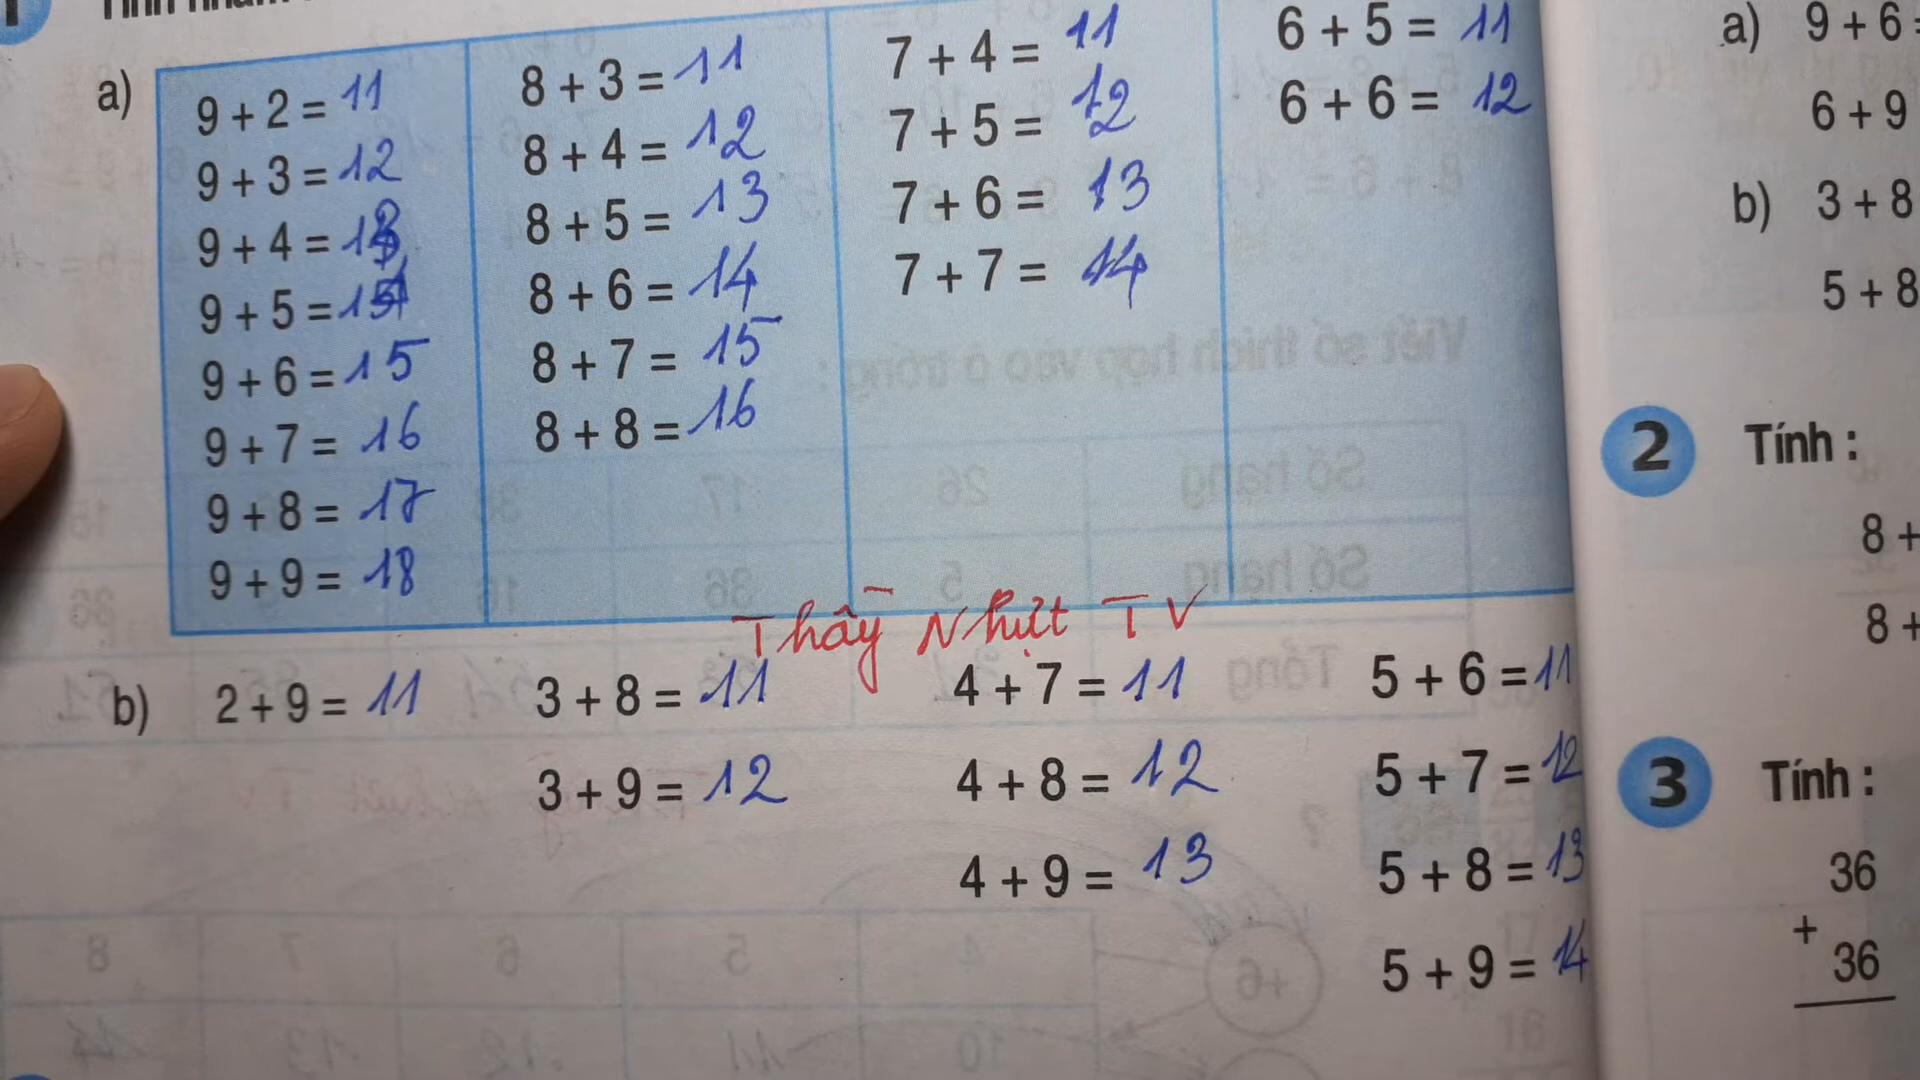 1 Tính nhẩm
a)
9 + 2 = 11
9 + 3 = 12
9 + 4 = 13
9 + 5 = 14
9 + 6 = 15
9 + 7 = 16
9 + 8 = 17
9 + 9 = 18
8 + 3 = 11
8 + 4 = 12
8 + 5 = 13
8 + 6 = 14
8 + 7 = 15
8 + 8 = 16
7 + 4 = 11
7 + 5 = 12
7 + 6 = 13
7 + 7 = 14
6 + 5 = 11
6 + 6 = 12
Thầy Nhựt TV
b)
2 + 9 = 11
3 + 8 = 11
3 + 9 = 12
4 + 7 = 11
4 + 8 = 12
4 + 9 = 13
5 + 6 = 11
5 + 7 = 12
5 + 8 = 13
5 + 9 = 14
a) 9 + 6 =
6 + 9
b) 3 + 8
5 + 8
2 Tính :
8 +
8 +
3 Tính :
36
+
36